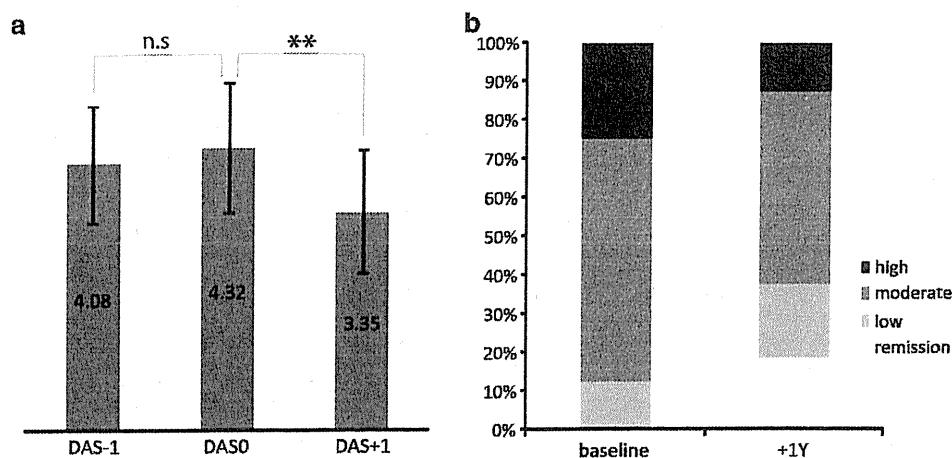 a
n.s
**
4.08
4.32
3.35
DAS-1
DAS0
DAS+1
b
100%
90%
80%
70%
60%
50%
40%
30%
20%
10%
0%
baseline
+1Y
high
moderate
low
remission